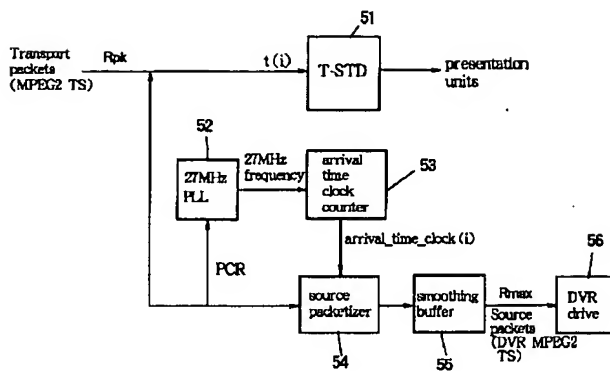 51
Transport
packets
(MPEG2 TS)
Rpk
t(i)
T-STD
presentation
units
52
27MHz
PLL
27MHz
frequency
arrival
time
clock
counter
53
arrival_time_clock(i)
PCR
source
packetizer
54
smoothing
buffer
55
Rmax
Source
packets
(DVR MPEG2
TS)
56
DVR
drive